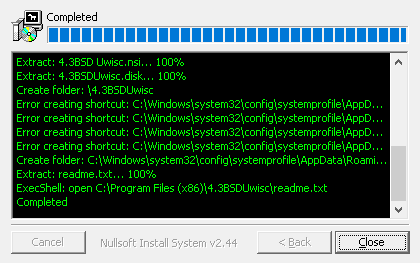 Completed
Extract: 4.3BSD Uwisc.nsi... 100%
Extract: 4.3BSDUwisc.disk... 100%
Create folder: \4.3BSDUwisc
Error creating shortcut: C:\Windows\system32\config\systemprofile\AppD...
Error creating shortcut: C:\Windows\system32\config\systemprofile\AppD...
Error creating shortcut: C:\Windows\system32\config\systemprofile\AppD...
Error creating shortcut: C:\Windows\system32\config\systemprofile\AppD...
Create folder: C:\Windows\system32\config\systemprofile\AppData\Roami...
Extract: readme.txt... 100%
ExecShell: open C:\Program Files (x86)\4.3BSDUwisc\readme.txt
Completed
Cancel Nullsoft Install System v2.44 < Back Close